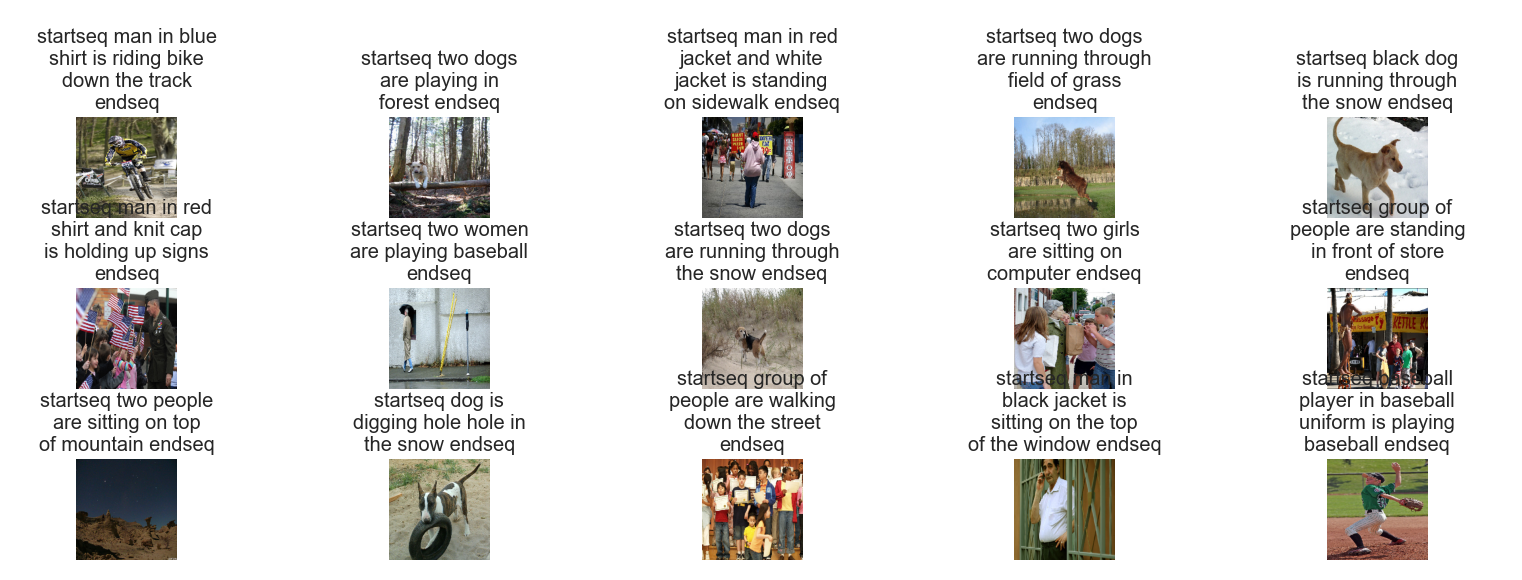 startseq man in blue
shirt is riding bike
down the track
endseq
startseq two dogs
are playing in
forest endseq
startseq man in red
jacket and white
jacket is standing
on sidewalk endseq
startseq two dogs
are running through
field of grass
endseq
startseq black dog
is running through
the snow endseq
startseq man in red
shirt and knit cap
is holding up signs
endseq
startseq two women
are playing baseball
endseq
startseq two dogs
are running through
the snow endseq
startseq two girls
are sitting on
computer endseq
startseq group of
people are standing
in front of store
endseq
KETTLE KO
startseq two people
are sitting on top
of mountain endseq
startseq dog is
digging hole hole in
the snow endseq
startseq group of
people are walking
down the street
endseq
startseq man in
black jacket is
sitting on the top
of the window endseq
startseq baseball
player in baseball
uniform is playing
baseball endseq